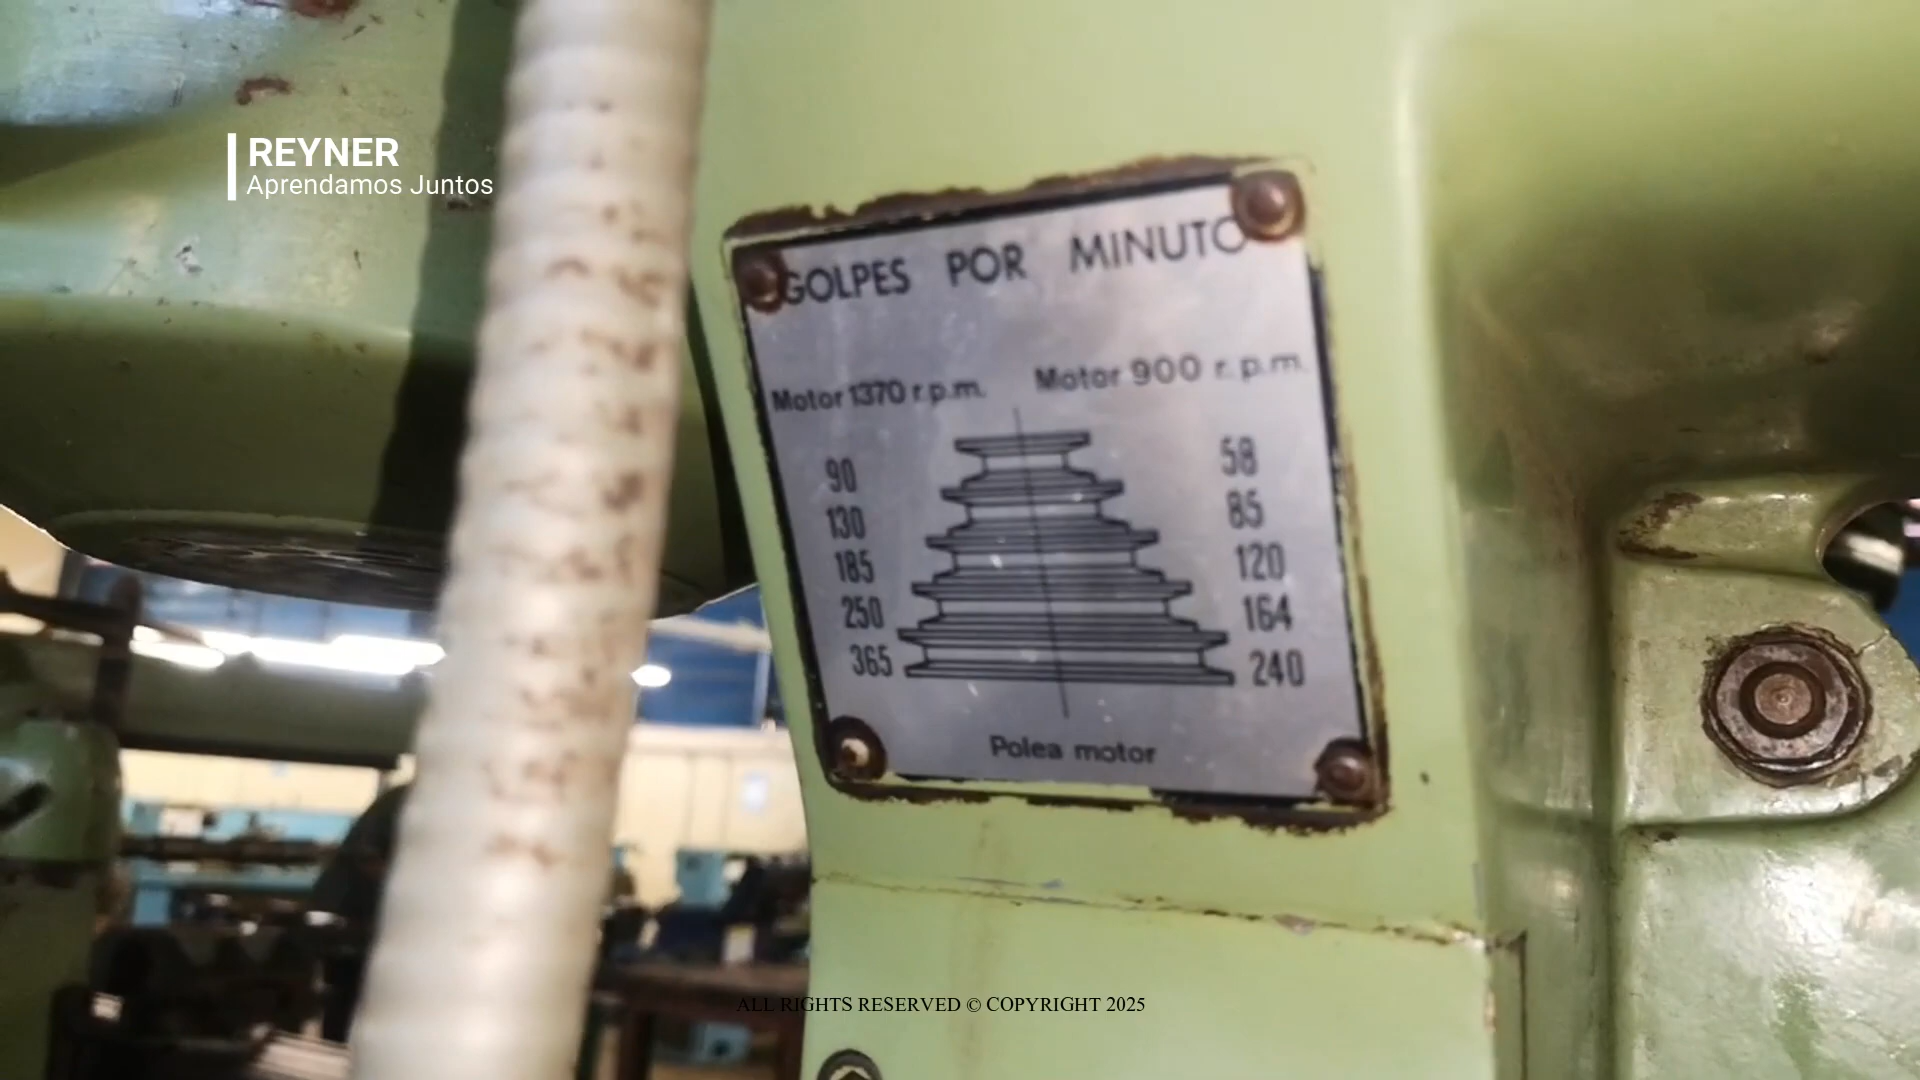 REYNER
Aprendamos Juntos
GOLPES POR MINUTO
Motor 1370 r.p.m. Motor 900 r.p.m.
90 58
130 85
185 120
250 164
365 240
Polea motor
ALL RIGHTS RESERVED © COPYRIGHT 2025